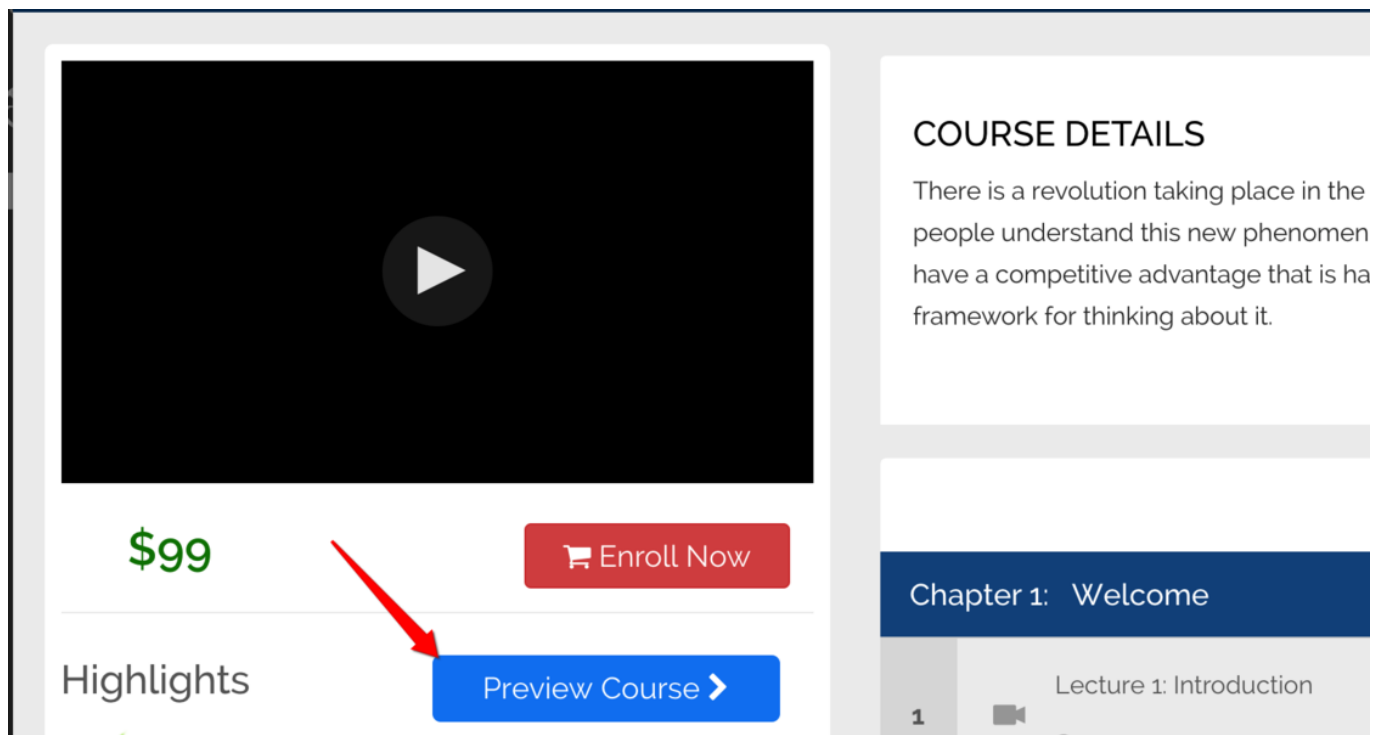 $99
Enroll Now
Highlights
Preview Course
COURSE DETAILS
There is a revolution taking place in the
people understand this new phenomen
have a competitive advantage that is ha
framework for thinking about it.
Chapter 1: Welcome
1
Lecture 1: Introduction